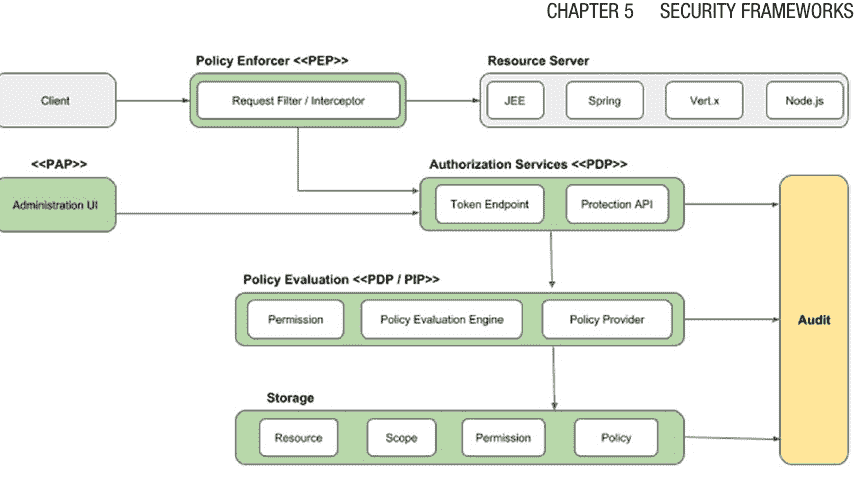 CHAPTER 5 SECURITY FRAMEWORKS
Policy Enforcer <<PEP>>
Resource Server
Client
Request Filter / Interceptor
JEE
Spring
Vert.x
Node.js
<<PAP>>
Authorization Services <<PDP>>
Administration UI
Token Endpoint
Protection API
Policy Evaluation <<PDP / PIP>>
Permission
Policy Evaluation Engine
Policy Provider
Audit
Storage
Resource
Scope
Permission
Policy